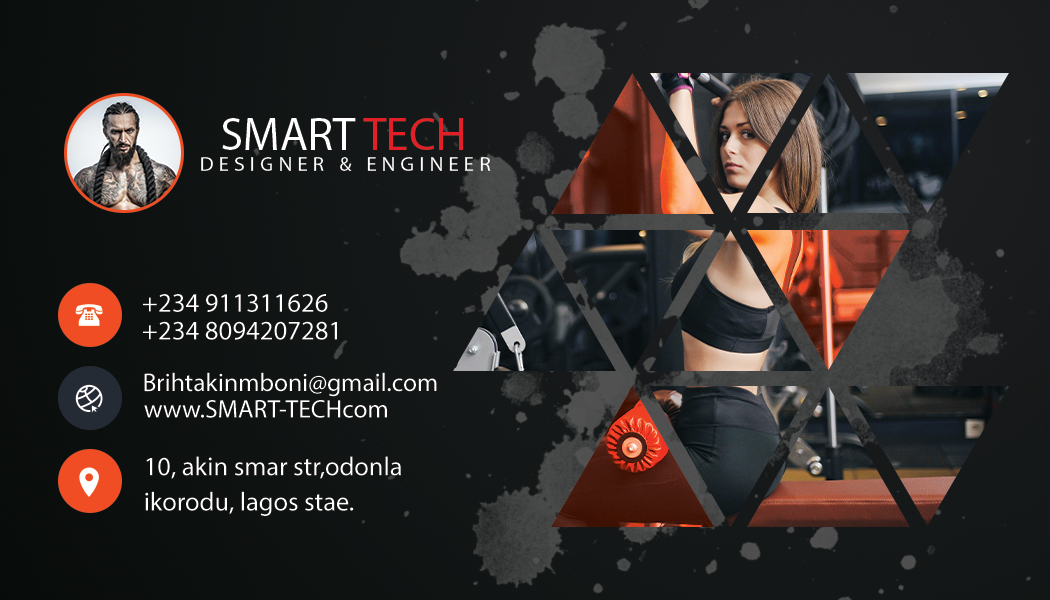 SMART TECH
DESIGNER & ENGINEER
+234 911311626
+234 8094207281
Brihtakinmboni@gmail.com
www.SMART-TECHcom
10, akin smar str,odonla
ikorodu, lagos stae.